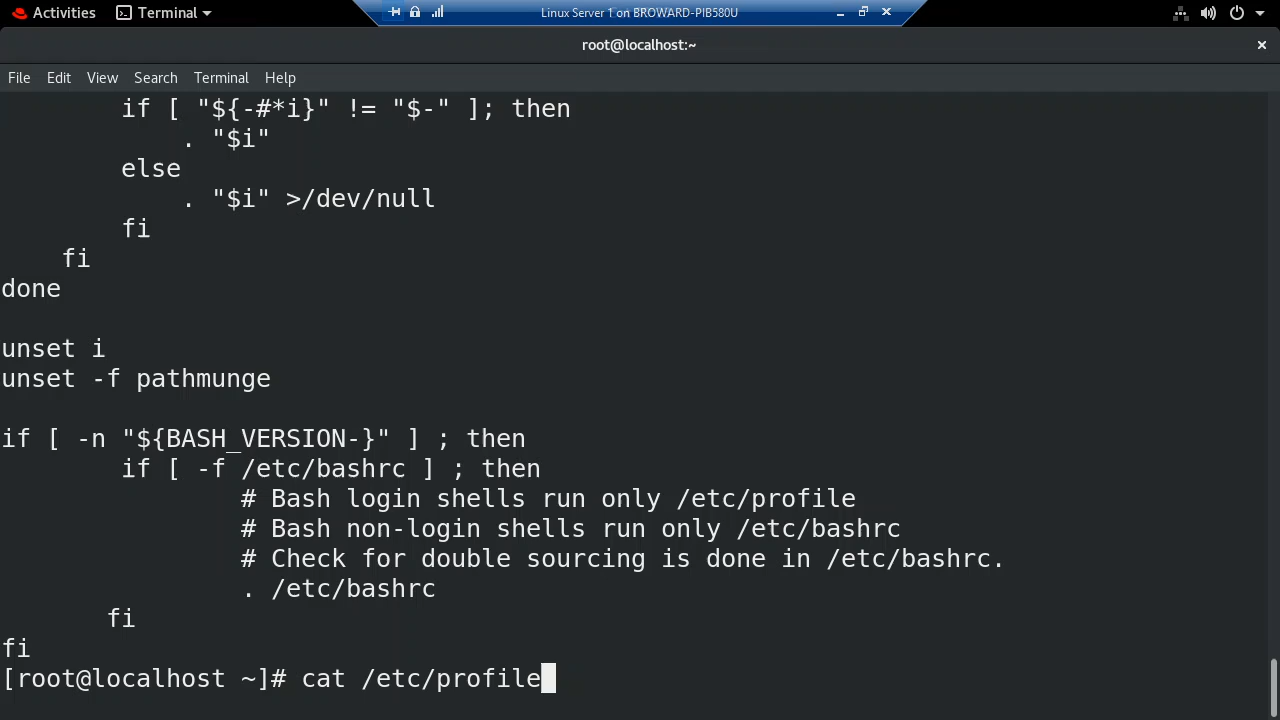 Activities Terminal Linux Server 1 on BROWARD-PIB580U
root@localhost:~
File Edit View Search Terminal Help
        if [ "${-#*i}" != "$-" ]; then
            . "$i"
        else
            . "$i" >/dev/null
        fi
    fi
done

unset i
unset -f pathmunge

if [ -n "${BASH_VERSION-}" ] ; then
        if [ -f /etc/bashrc ] ; then
                # Bash login shells run only /etc/profile
                # Bash non-login shells run only /etc/bashrc
                # Check for double sourcing is done in /etc/bashrc.
                . /etc/bashrc
       fi
fi
[root@localhost ~]# cat /etc/profile